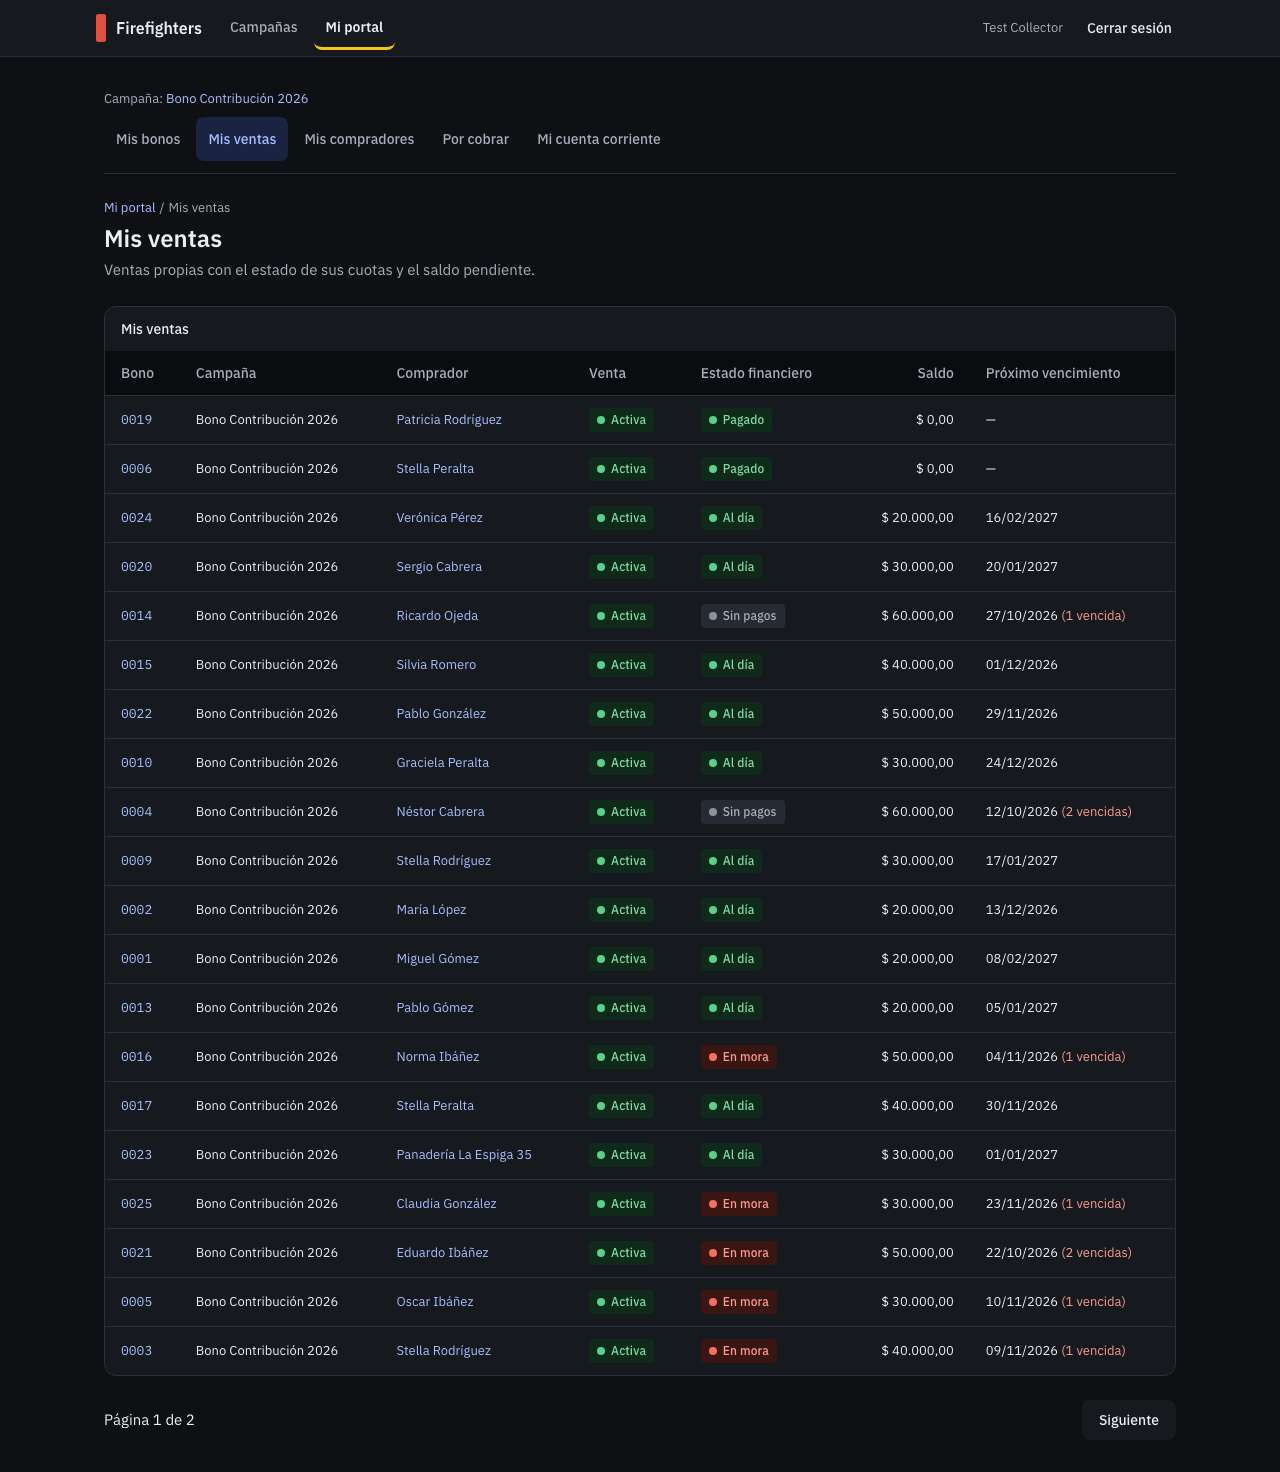 Firefighters Campañas Mi portal Test Collector Cerrar sesión
Campaña: Bono Contribución 2026
Mis bonos Mis ventas Mis compradores Por cobrar Mi cuenta corriente
Mi portal / Mis ventas
Mis ventas
Ventas propias con el estado de sus cuotas y el saldo pendiente.
Mis ventas
Bono Campaña Comprador Venta Estado financiero Saldo Próximo vencimiento
0019 Bono Contribución 2026 Patricia Rodríguez Activa Pagado $ 0,00 —
0006 Bono Contribución 2026 Stella Peralta Activa Pagado $ 0,00 —
0024 Bono Contribución 2026 Verónica Pérez Activa Al día $ 20.000,00 16/02/2027
0020 Bono Contribución 2026 Sergio Cabrera Activa Al día $ 30.000,00 20/01/2027
0014 Bono Contribución 2026 Ricardo Ojeda Activa Sin pagos $ 60.000,00 27/10/2026 (1 vencida)
0015 Bono Contribución 2026 Silvia Romero Activa Al día $ 40.000,00 01/12/2026
0022 Bono Contribución 2026 Pablo González Activa Al día $ 50.000,00 29/11/2026
0010 Bono Contribución 2026 Graciela Peralta Activa Al día $ 30.000,00 24/12/2026
0004 Bono Contribución 2026 Néstor Cabrera Activa Sin pagos $ 60.000,00 12/10/2026 (2 vencidas)
0009 Bono Contribución 2026 Stella Rodríguez Activa Al día $ 30.000,00 17/01/2027
0002 Bono Contribución 2026 María López Activa Al día $ 20.000,00 13/12/2026
0001 Bono Contribución 2026 Miguel Gómez Activa Al día $ 20.000,00 08/02/2027
0013 Bono Contribución 2026 Pablo Gómez Activa Al día $ 20.000,00 05/01/2027
0016 Bono Contribución 2026 Norma Ibáñez Activa En mora $ 50.000,00 04/11/2026 (1 vencida)
0017 Bono Contribución 2026 Stella Peralta Activa Al día $ 40.000,00 30/11/2026
0023 Bono Contribución 2026 Panadería La Espiga 35 Activa Al día $ 30.000,00 01/01/2027
0025 Bono Contribución 2026 Claudia González Activa En mora $ 30.000,00 23/11/2026 (1 vencida)
0021 Bono Contribución 2026 Eduardo Ibáñez Activa En mora $ 50.000,00 22/10/2026 (2 vencidas)
0005 Bono Contribución 2026 Oscar Ibáñez Activa En mora $ 30.000,00 10/11/2026 (1 vencida)
0003 Bono Contribución 2026 Stella Rodríguez Activa En mora $ 40.000,00 09/11/2026 (1 vencida)
Página 1 de 2 Siguiente